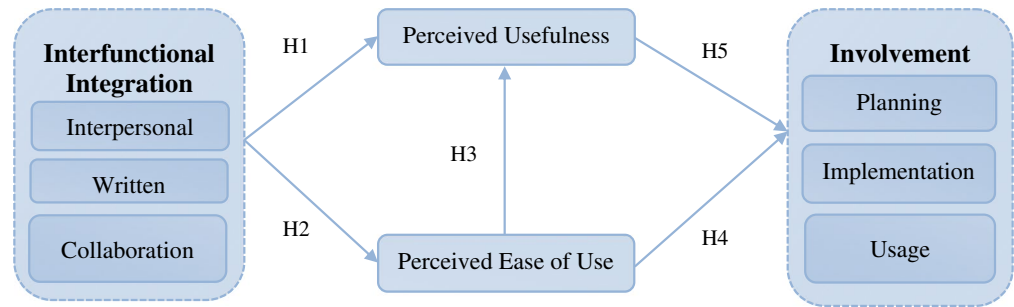 Interfunctional
Integration
Interpersonal
Written
Collaboration
H1
H2
Perceived Usefulness
H3
Perceived Ease of Use
H5
H4
Involvement
Planning
Implementation
Usage